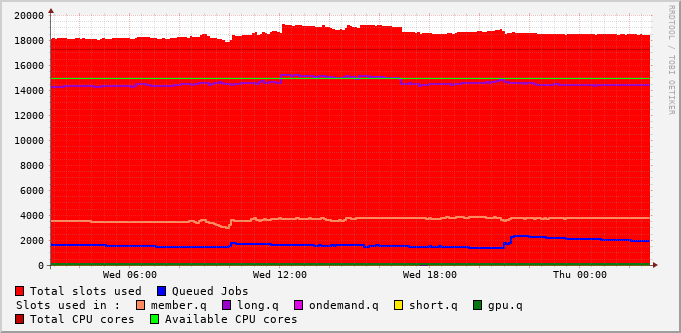 RRDTOOL / TOBI OETIKER
20000
18000
16000
14000
12000
10000
8000
6000
4000
2000
0
Wed 06:00 Wed 12:00 Wed 18:00 Thu 00:00
Total slots used Queued Jobs
Slots used in : member.q long.q ondemand.q short.q gpu.q
Total CPU cores Available CPU cores